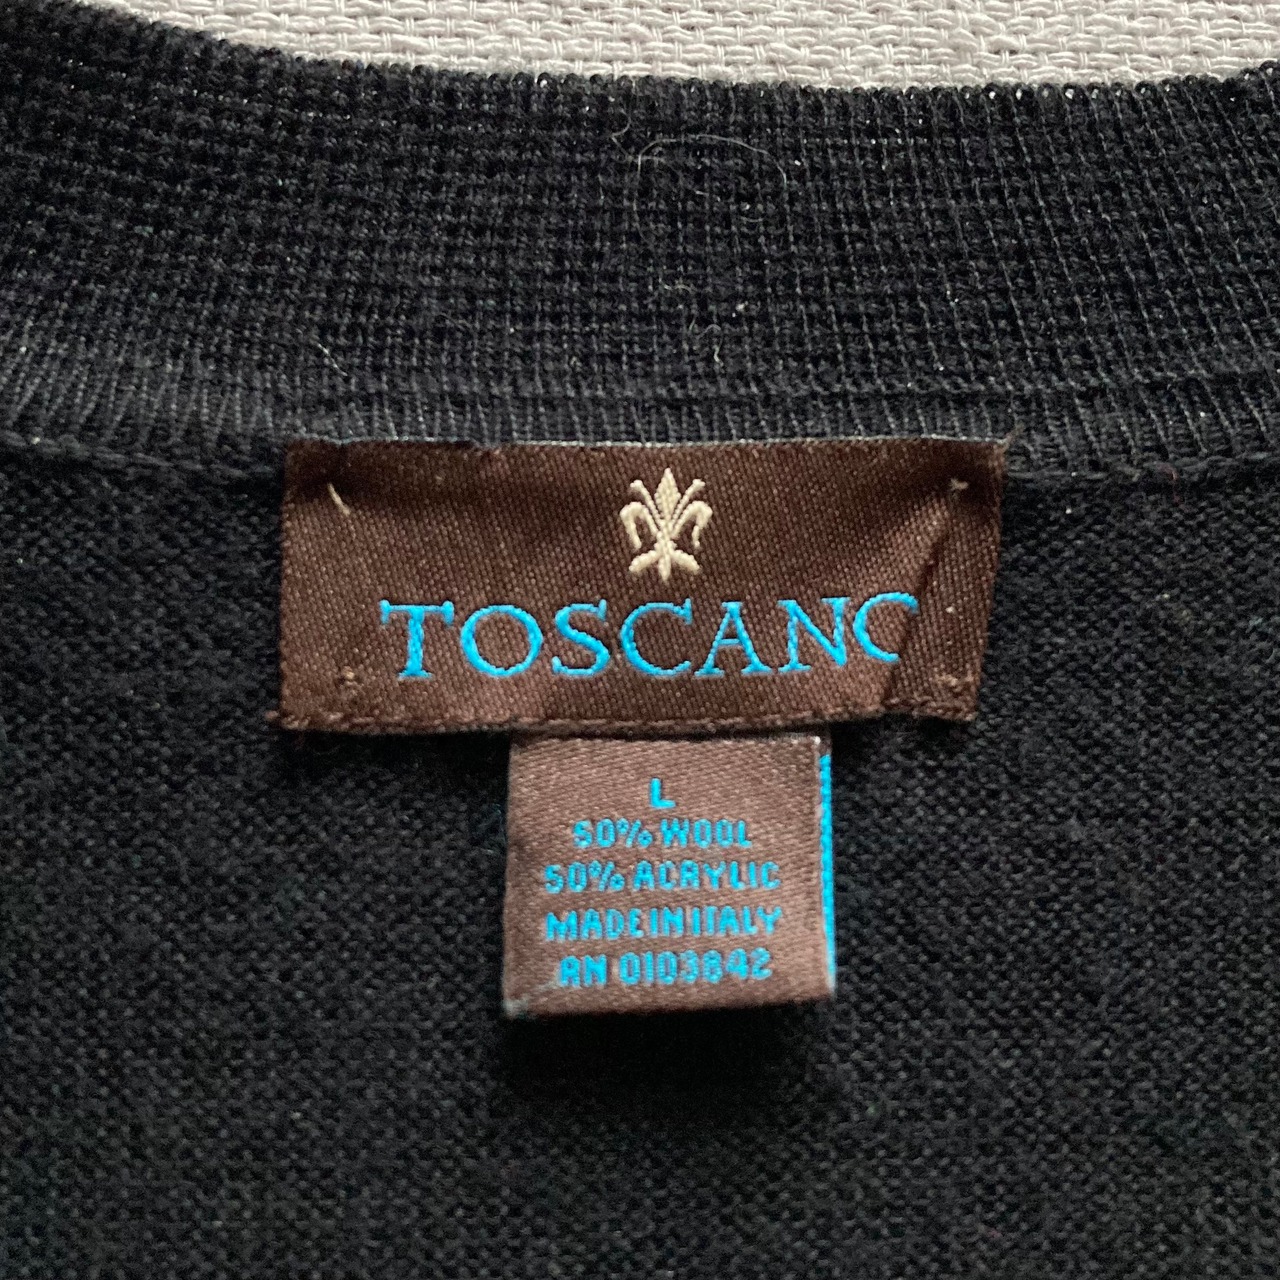 TOSCANO
L
50% WOOL
50% ACRYLIC
MADE IN ITALY
RN 0103842